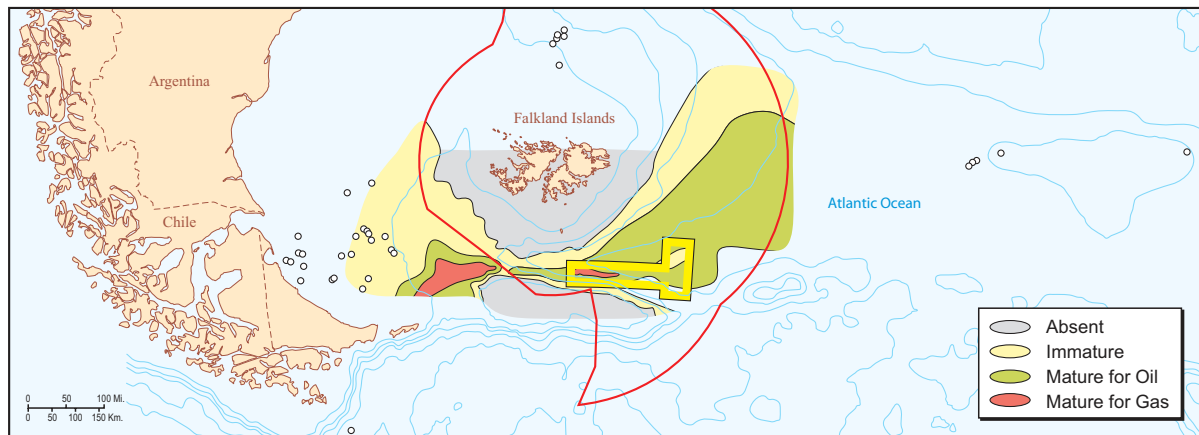 Argentina
Falkland Islands
Atlantic Ocean
Chile
Absent
Immature
Mature for Oil
Mature for Gas
0 50 100 Mi.
0 50 100 150 Km.